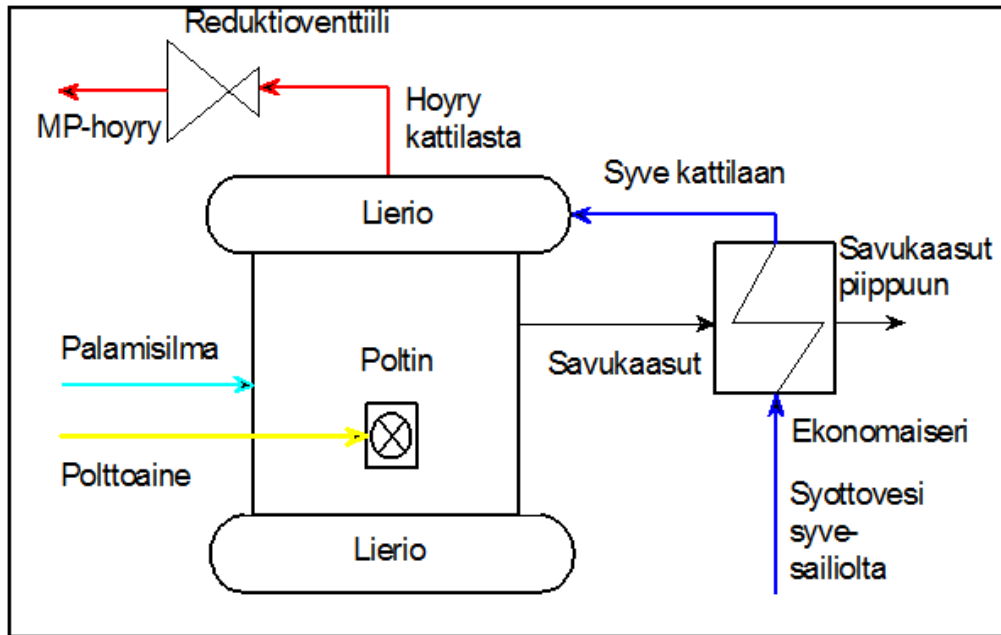 Reduktioventtiili
MP-hoyry
Hoyry
kattilasta
Syve kattilaan
Lierio
Savukaasut
piippuun
Palamisilma
Poltin
Savukaasut
Polttoaine
Ekonomaiseri
Syottovesi
syve-
sailiolta
Lierio